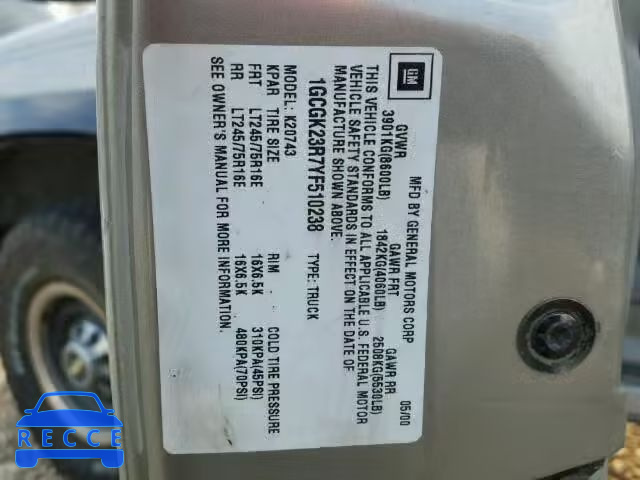 GM
MFD BY GENERAL MOTORS CORP 05/00
GVWR GAWR FRT GAWR RR
3901KG(8600LB) 1842KG(4060LB) 2508KG(5530LB)
THIS VEHICLE CONFORMS TO ALL APPLICABLE U.S. FEDERAL MOTOR
VEHICLE SAFETY STANDARDS IN EFFECT ON THE DATE OF
MANUFACTURE SHOWN ABOVE.
1GCGK23R7YF510238 TYPE: TRUCK
MODEL: K20743
KPAR TIRE SIZE RIM COLD TIRE PRESSURE
FRT LT245/75R16E 16X6.5K 310KPA(45PSI)
RR LT245/75R16E 16X6.5K 480KPA(70PSI)
SEE OWNER'S MANUAL FOR MORE INFORMATION.
RECCE